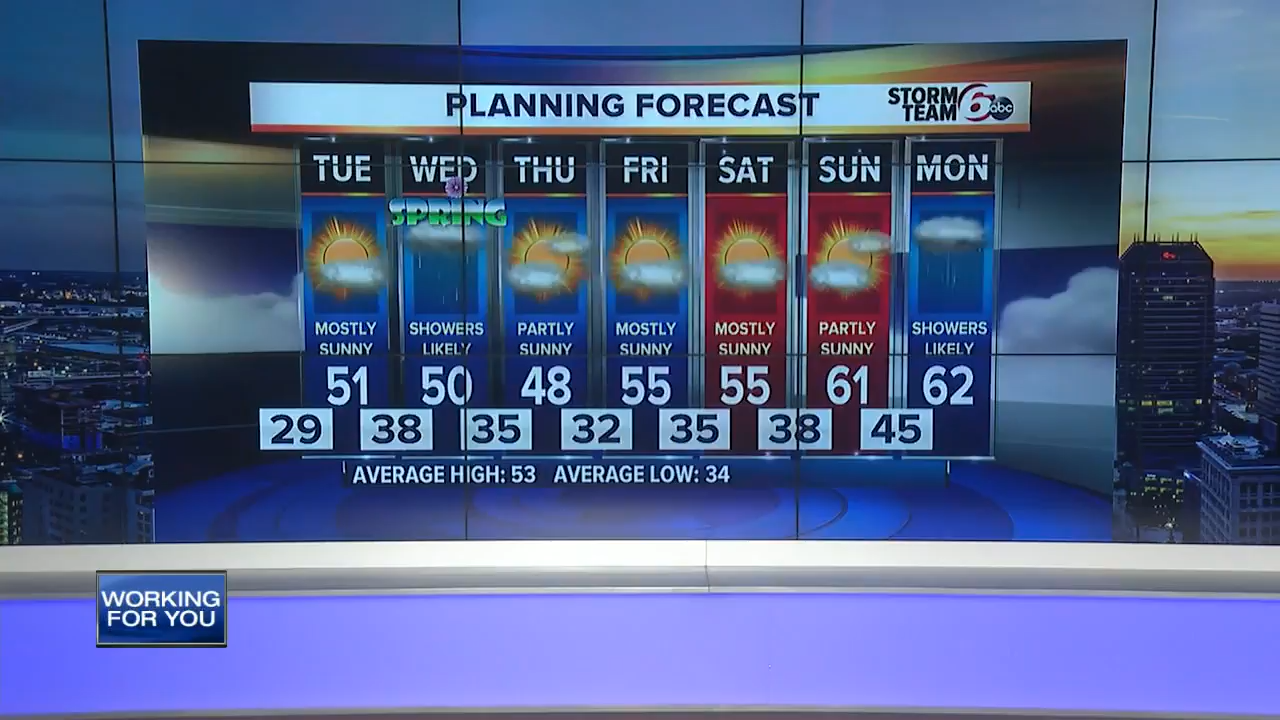 PLANNING FORECAST
STORM
TEAM
6
abc
TUE WED THU FRI SAT SUN MON
SPRING
MOSTLY SHOWERS PARTLY MOSTLY MOSTLY PARTLY SHOWERS
SUNNY LIKELY SUNNY SUNNY SUNNY SUNNY LIKELY
51 50 48 55 55 61 62
29 38 35 32 35 38 45
AVERAGE HIGH: 53 AVERAGE LOW: 34
WORKING
FOR YOU